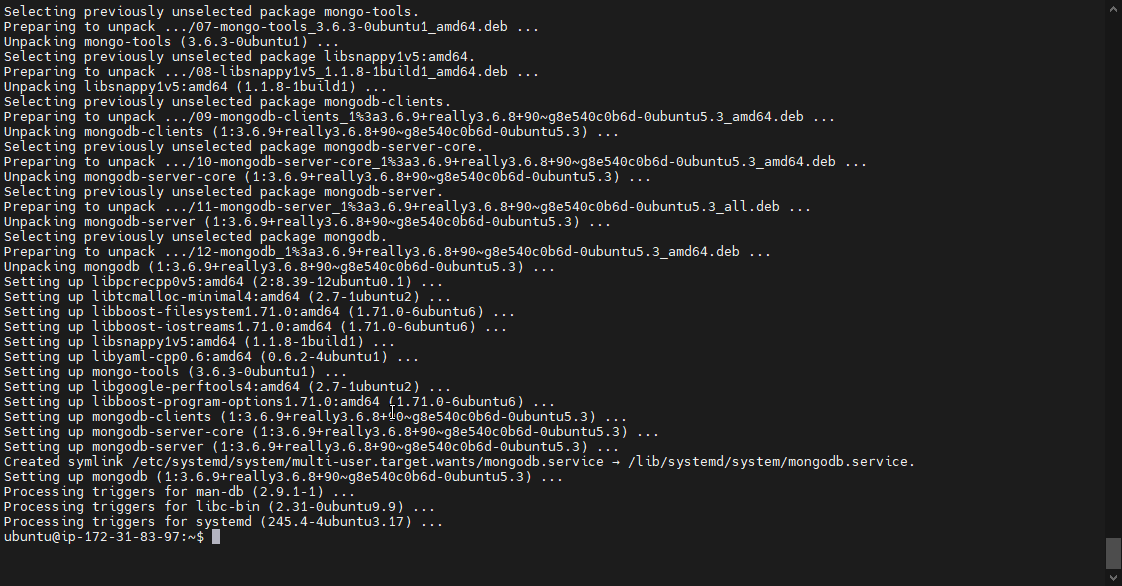 Selecting previously unselected package mongo-tools.
Preparing to unpack .../07-mongo-tools_3.6.3-0ubuntu1_amd64.deb ...
Unpacking mongo-tools (3.6.3-0ubuntu1) ...
Selecting previously unselected package libsnappy1v5:amd64.
Preparing to unpack .../08-libsnappy1v5_1.1.8-1build1_amd64.deb ...
Unpacking libsnappy1v5:amd64 (1.1.8-1build1) ...
Selecting previously unselected package mongodb-clients.
Preparing to unpack .../09-mongodb-clients_1%3a3.6.9+really3.6.8+90~g8e540c0b6d-0ubuntu5.3_amd64.deb ...
Unpacking mongodb-clients (1:3.6.9+really3.6.8+90~g8e540c0b6d-0ubuntu5.3) ...
Selecting previously unselected package mongodb-server-core.
Preparing to unpack .../10-mongodb-server-core_1%3a3.6.9+really3.6.8+90~g8e540c0b6d-0ubuntu5.3_amd64.deb ...
Unpacking mongodb-server-core (1:3.6.9+really3.6.8+90~g8e540c0b6d-0ubuntu5.3) ...
Selecting previously unselected package mongodb-server.
Preparing to unpack .../11-mongodb-server_1%3a3.6.9+really3.6.8+90~g8e540c0b6d-0ubuntu5.3_all.deb ...
Unpacking mongodb-server (1:3.6.9+really3.6.8+90~g8e540c0b6d-0ubuntu5.3) ...
Selecting previously unselected package mongodb.
Preparing to unpack .../12-mongodb_1%3a3.6.9+really3.6.8+90~g8e540c0b6d-0ubuntu5.3_amd64.deb ...
Unpacking mongodb (1:3.6.9+really3.6.8+90~g8e540c0b6d-0ubuntu5.3) ...
Setting up libpcrecpp0v5:amd64 (2:8.39-12ubuntu0.1) ...
Setting up libtcmalloc-minimal4:amd64 (2.7-1ubuntu2) ...
Setting up libboost-filesystem1.71.0:amd64 (1.71.0-6ubuntu6) ...
Setting up libboost-iostreams1.71.0:amd64 (1.71.0-6ubuntu6) ...
Setting up libsnappy1v5:amd64 (1.1.8-1build1) ...
Setting up libyaml-cpp0.6:amd64 (0.6.2-4ubuntu1) ...
Setting up mongo-tools (3.6.3-0ubuntu1) ...
Setting up libgoogle-perftools4:amd64 (2.7-1ubuntu2) ...
Setting up libboost-program-options1.71.0:amd64 (1.71.0-6ubuntu6) ...
Setting up mongodb-clients (1:3.6.9+really3.6.8+90~g8e540c0b6d-0ubuntu5.3) ...
Setting up mongodb-server-core (1:3.6.9+really3.6.8+90~g8e540c0b6d-0ubuntu5.3) ...
Setting up mongodb-server (1:3.6.9+really3.6.8+90~g8e540c0b6d-0ubuntu5.3) ...
Created symlink /etc/systemd/system/multi-user.target.wants/mongodb.service → /lib/systemd/system/mongodb.service.
Setting up mongodb (1:3.6.9+really3.6.8+90~g8e540c0b6d-0ubuntu5.3) ...
Processing triggers for man-db (2.9.1-1) ...
Processing triggers for libc-bin (2.31-0ubuntu9.9) ...
Processing triggers for systemd (245.4-4ubuntu3.17) ...
ubuntu@ip-172-31-83-97:~$